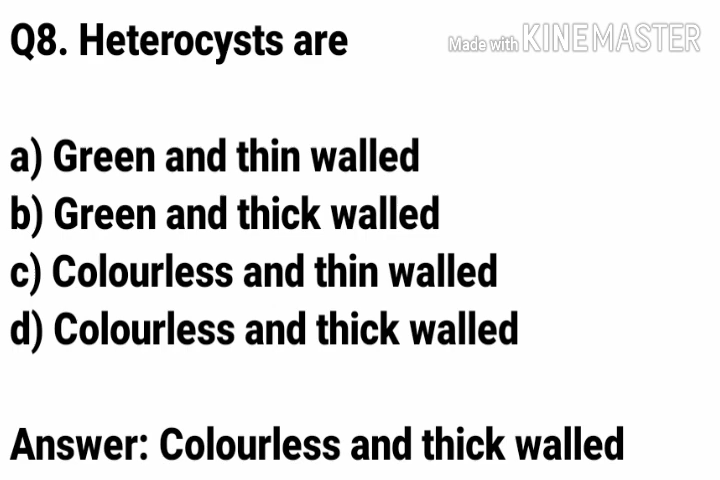 Q8. Heterocysts are
Made with KINEMASTER
a) Green and thin walled
b) Green and thick walled
c) Colourless and thin walled
d) Colourless and thick walled
Answer: Colourless and thick walled